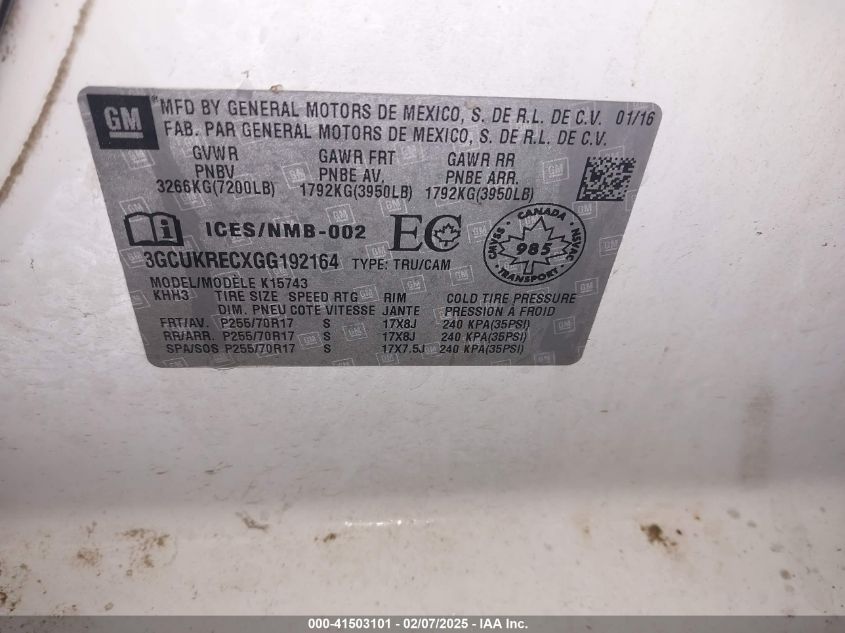 GM
MFD BY GENERAL MOTORS DE MEXICO, S. DE R.L. DE C.V. 01/16
FAB. PAR GENERAL MOTORS DE MEXICO, S. DE R.L. DE C.V.
GVWR GAWR FRT GAWR RR
PNBV PNBE AV. PNBE ARR.
3266KG(7200LB) 1792KG(3950LB) 1792KG(3950LB)
i ICES/NMB-002 EC CANADA CMVSS 985 NSVAC TRANSPORT
3GCUKRECXGG192164 TYPE: TRU/CAM
MODEL/MODÈLE K15743
KHH3 TIRE SIZE SPEED RTG RIM COLD TIRE PRESSURE
DIM. PNEU COTE VITESSE JANTE PRESSION À FROID
FRT/AV. P255/70R17 S 17X8J 240 KPA(35PSI)
RR/ARR. P255/70R17 S 17X8J 240 KPA(35PSI)
SPA/SOS P255/70R17 S 17X7.5J 240 KPA(35PSI)
000-41503101 / 02/07/2025 - IAA Inc.